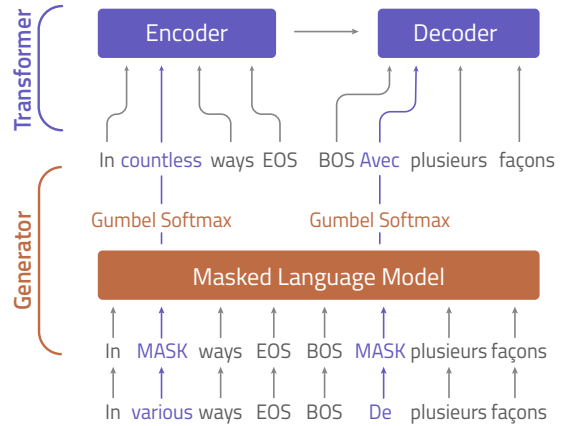 Transformer
Encoder
Decoder
In countless ways EOS BOS Avec plusieurs façons
Generator
Gumbel Softmax
Gumbel Softmax
Masked Language Model
In MASK ways EOS BOS MASK plusieurs façons
In various ways EOS BOS De plusieurs façons